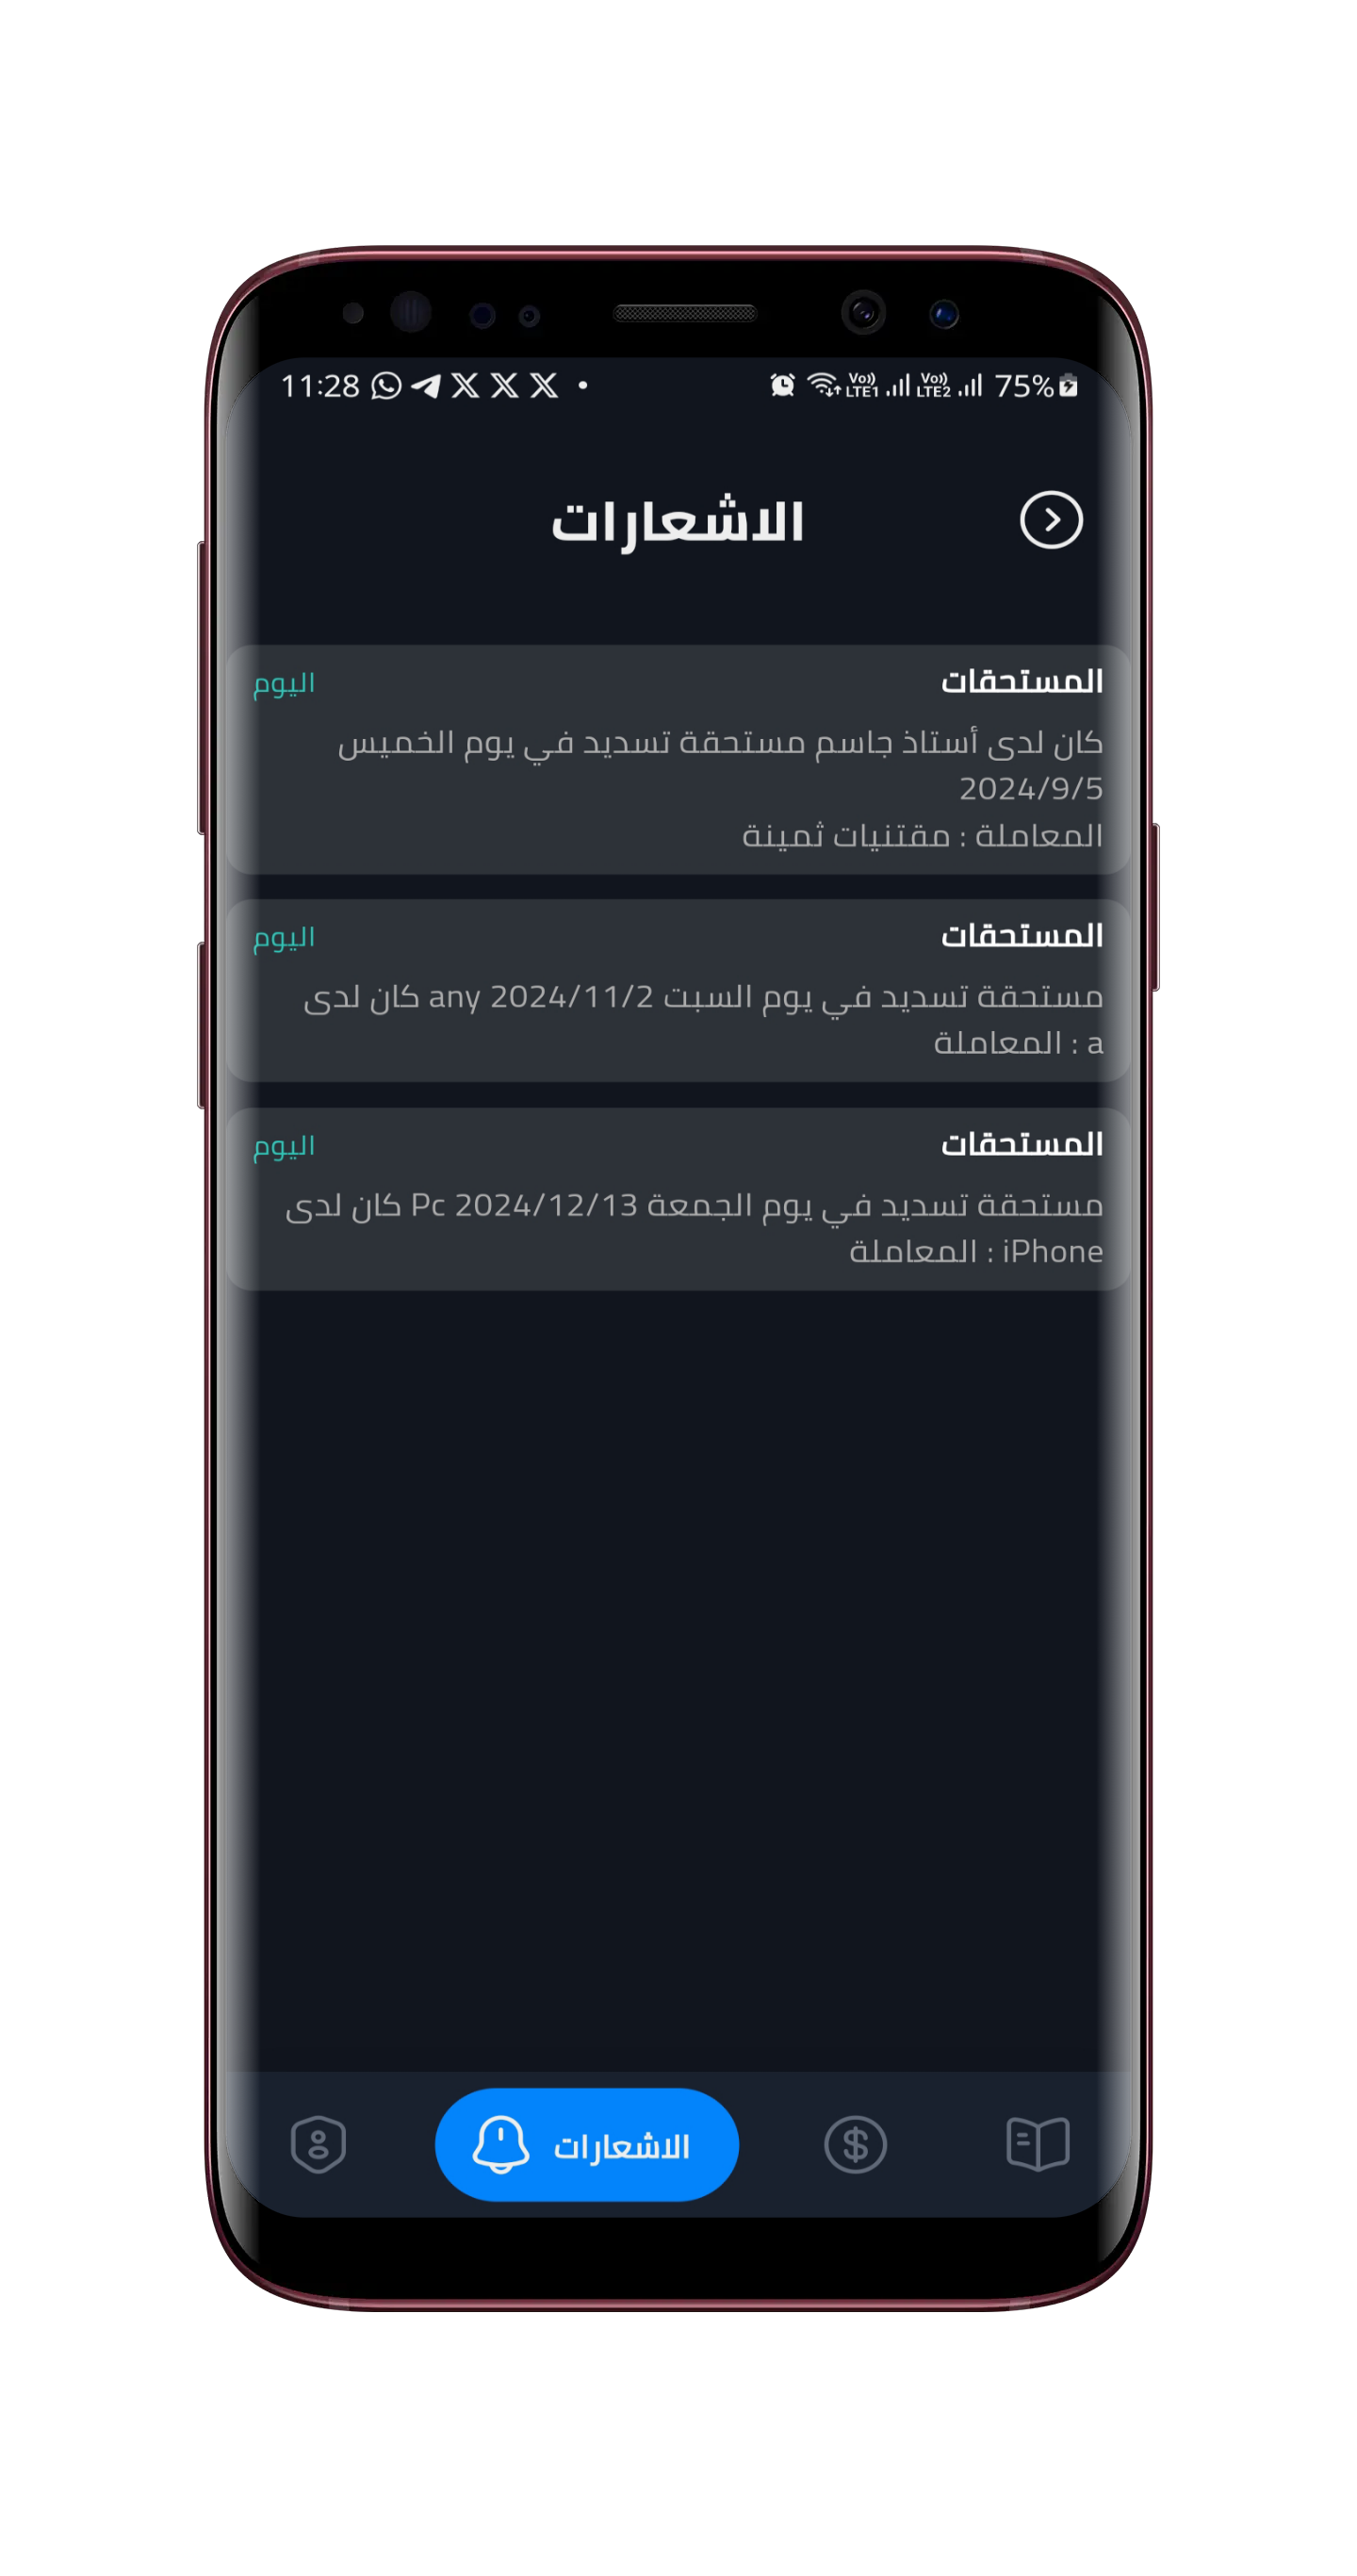 11:28 Vo)) LTE1 Vo)) LTE2 75%
الاشعارات
المستحقات
اليوم
كان لدى أستاذ جاسم مستحقة تسديد في يوم الخميس
2024/9/5
المعاملة : مقتنيات ثمينة
المستحقات
اليوم
مستحقة تسديد في يوم السبت 2024/11/2 any كان لدى
a : المعاملة
المستحقات
اليوم
مستحقة تسديد في يوم الجمعة 2024/12/13 Pc كان لدى
iPhone : المعاملة
الاشعارات